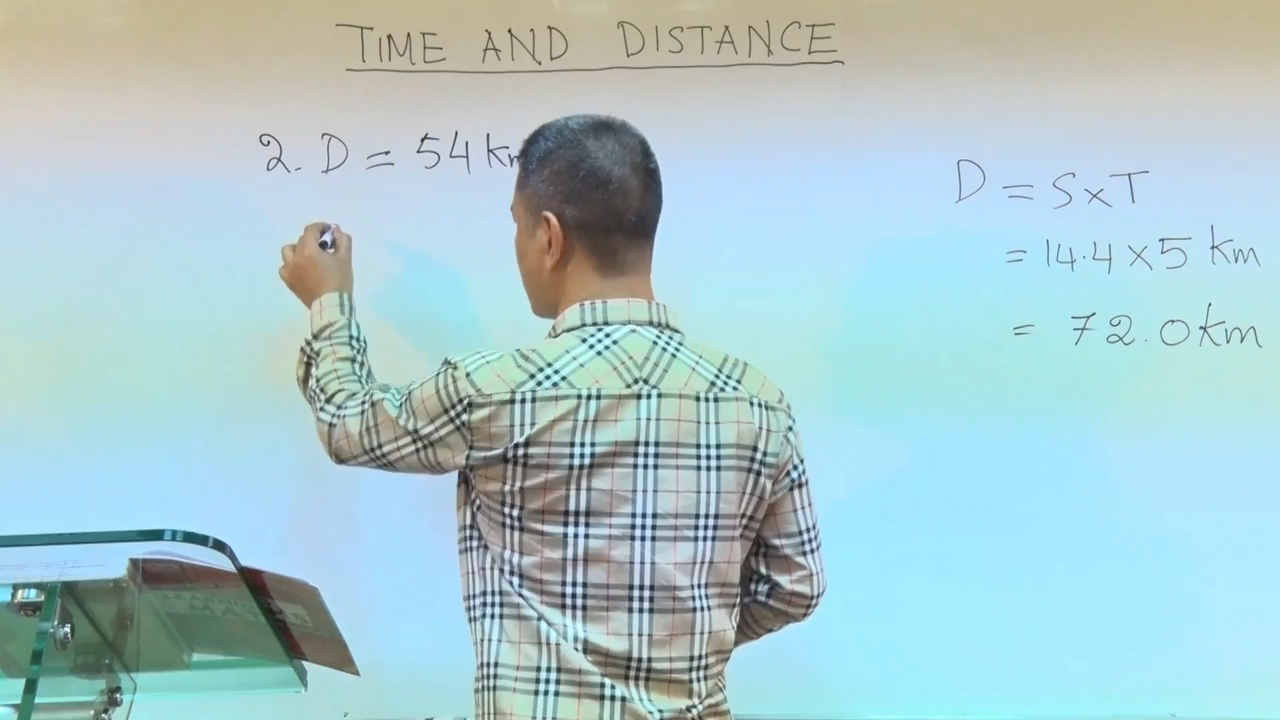 TIME AND DISTANCE
2. D = 54 km
D = S×T
= 14.4×5 km
= 72.0 km